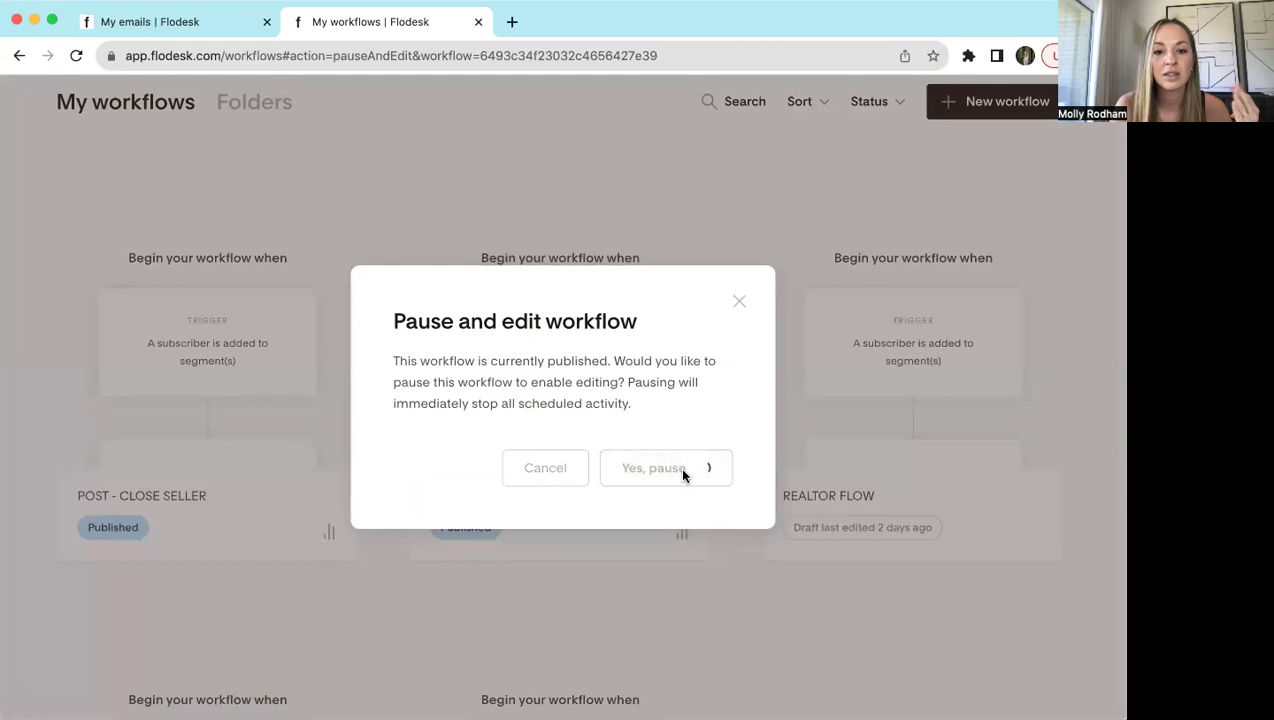 My emails | Flodesk
My workflows | Flodesk
app.flodesk.com/workflows#action=pauseAndEdit&workflow=6493c34f23032c4656427e39
Molly Rodham
My workflows
Folders
Search
Sort
Status
New workflow
Begin your workflow when
Begin your workflow when
Begin your workflow when
TRIGGER
A subscriber is added to
segment(s)
TRIGGER
A subscriber is added to
segment(s)
Pause and edit workflow
This workflow is currently published. Would you like to
pause this workflow to enable editing? Pausing will
immediately stop all scheduled activity.
Cancel
Yes, pause
POST - CLOSE SELLER
Published
Published
REALTOR FLOW
Draft last edited 2 days ago
Begin your workflow when
Begin your workflow when